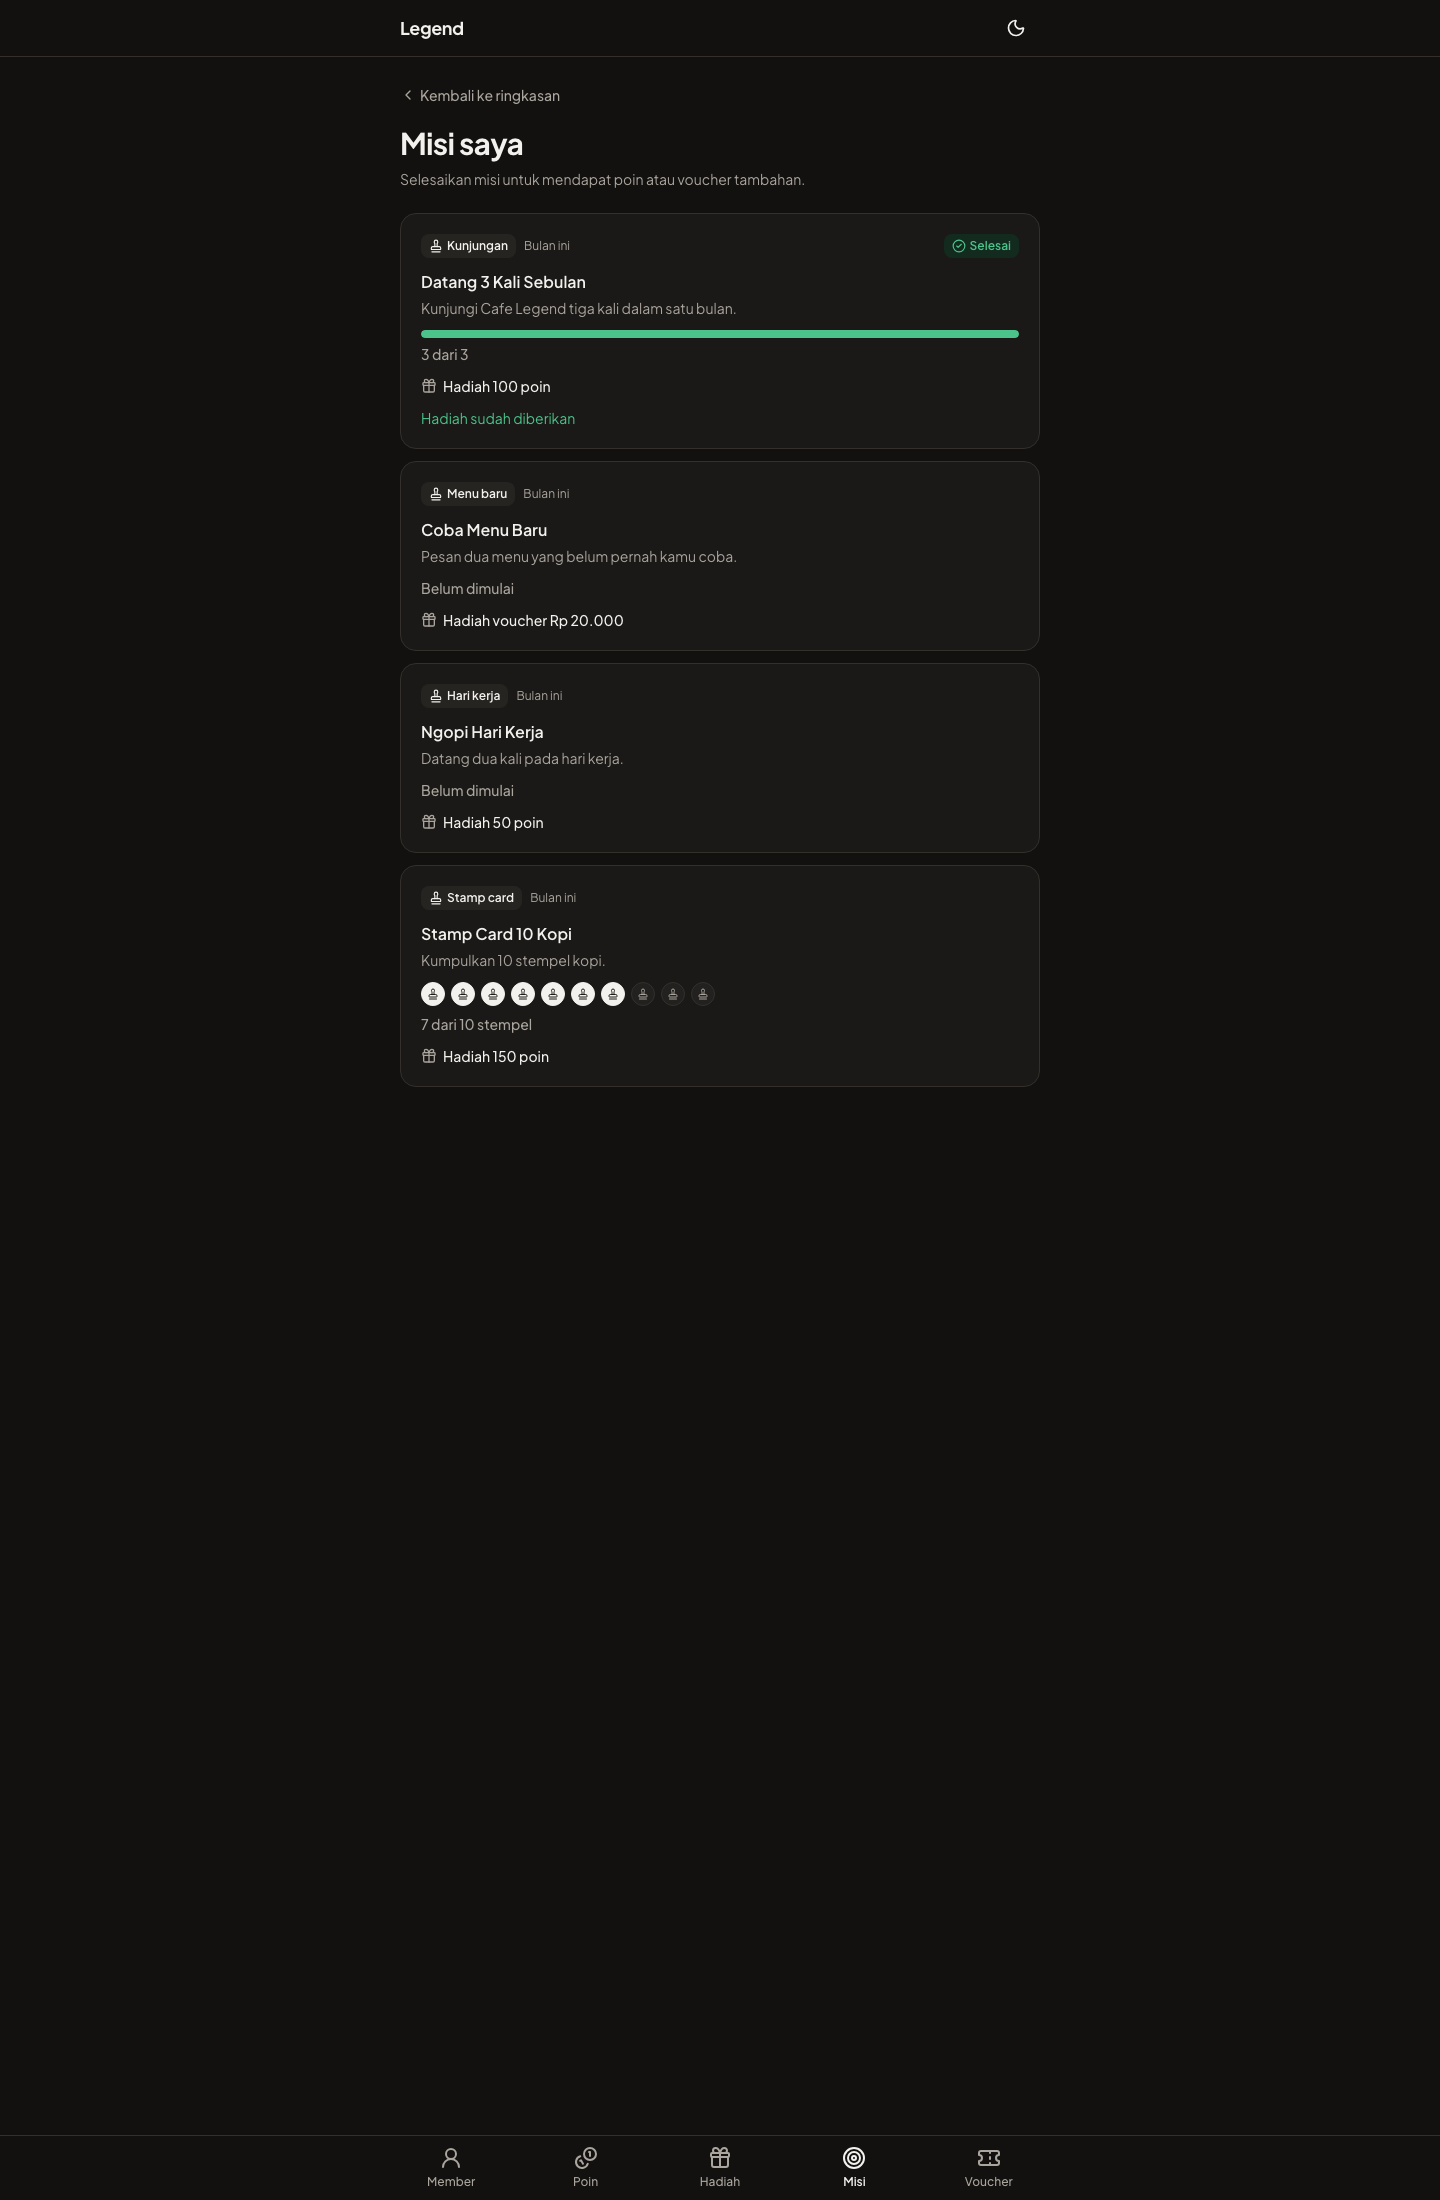 Legend
Kembali ke ringkasan
Misi saya
Selesaikan misi untuk mendapat poin atau voucher tambahan.
Kunjungan Bulan ini Selesai
Datang 3 Kali Sebulan
Kunjungi Cafe Legend tiga kali dalam satu bulan.
3 dari 3
Hadiah 100 poin
Hadiah sudah diberikan
Menu baru Bulan ini
Coba Menu Baru
Pesan dua menu yang belum pernah kamu coba.
Belum dimulai
Hadiah voucher Rp 20.000
Hari kerja Bulan ini
Ngopi Hari Kerja
Datang dua kali pada hari kerja.
Belum dimulai
Hadiah 50 poin
Stamp card Bulan ini
Stamp Card 10 Kopi
Kumpulkan 10 stempel kopi.
7 dari 10 stempel
Hadiah 150 poin
Member Poin Hadiah Misi Voucher